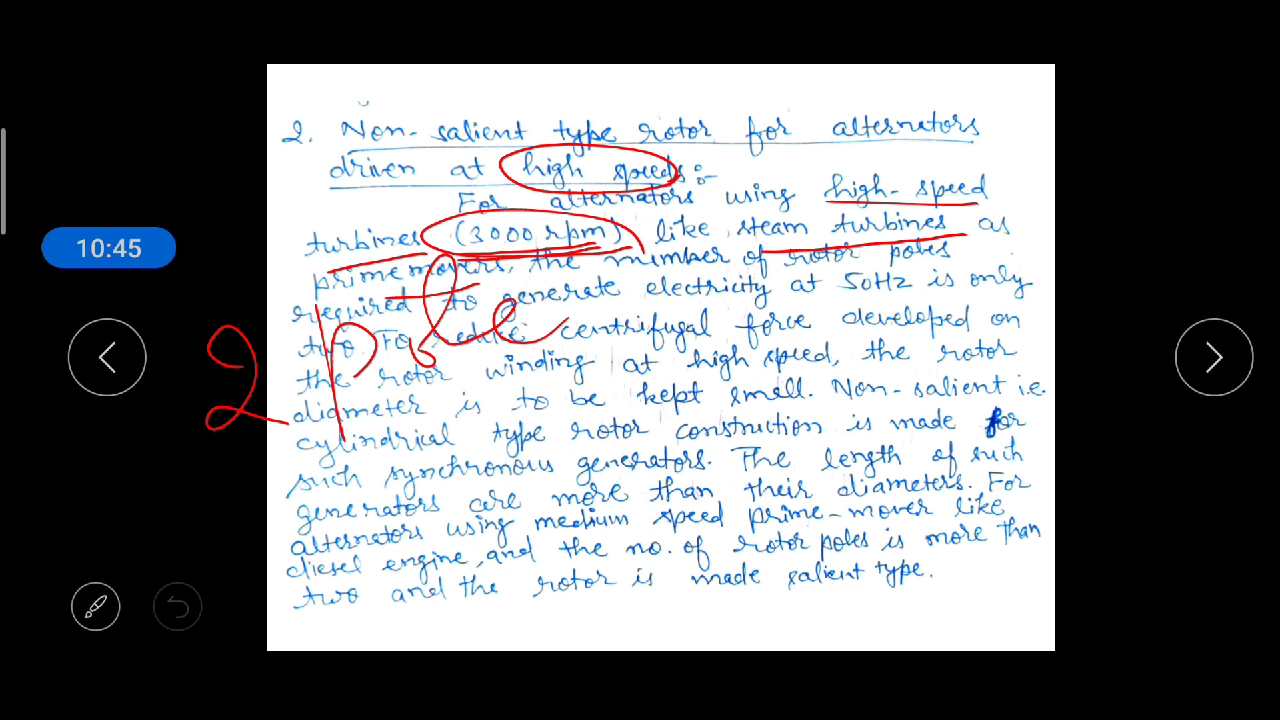 10:45
2. Non-salient type rotor for alternators
driven at high speeds:-
For alternators using high-speed
turbines (3000 rpm) like steam turbines as
prime movers, the number of rotor poles
required to generate electricity at 50Hz is only
two. To reduce centrifugal force developed on
the rotor winding at high speed, the rotor
diameter is to be kept small. Non-salient i.e.
cylindrical type rotor construction is made for
such synchronous generators. The length of such
generators are more than their diameters. For
alternators using medium speed prime-mover like
diesel engine, and the no. of rotor poles is more than
two and the rotor is made salient type.
2 pole